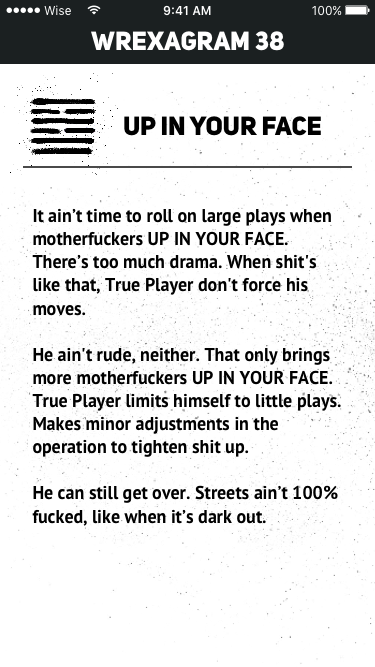 Wise 9:41 AM 100%
WREXAGRAM 38
UP IN YOUR FACE
It ain't time to roll on large plays when
motherfuckers UP IN YOUR FACE.
There's too much drama. When shit's
like that, True Player don't force his
moves.
He ain't rude, neither. That only brings
more motherfuckers UP IN YOUR FACE.
True Player limits himself to little plays.
Makes minor adjustments in the
operation to tighten shit up.
He can still get over. Streets ain't 100%
fucked, like when it's dark out.